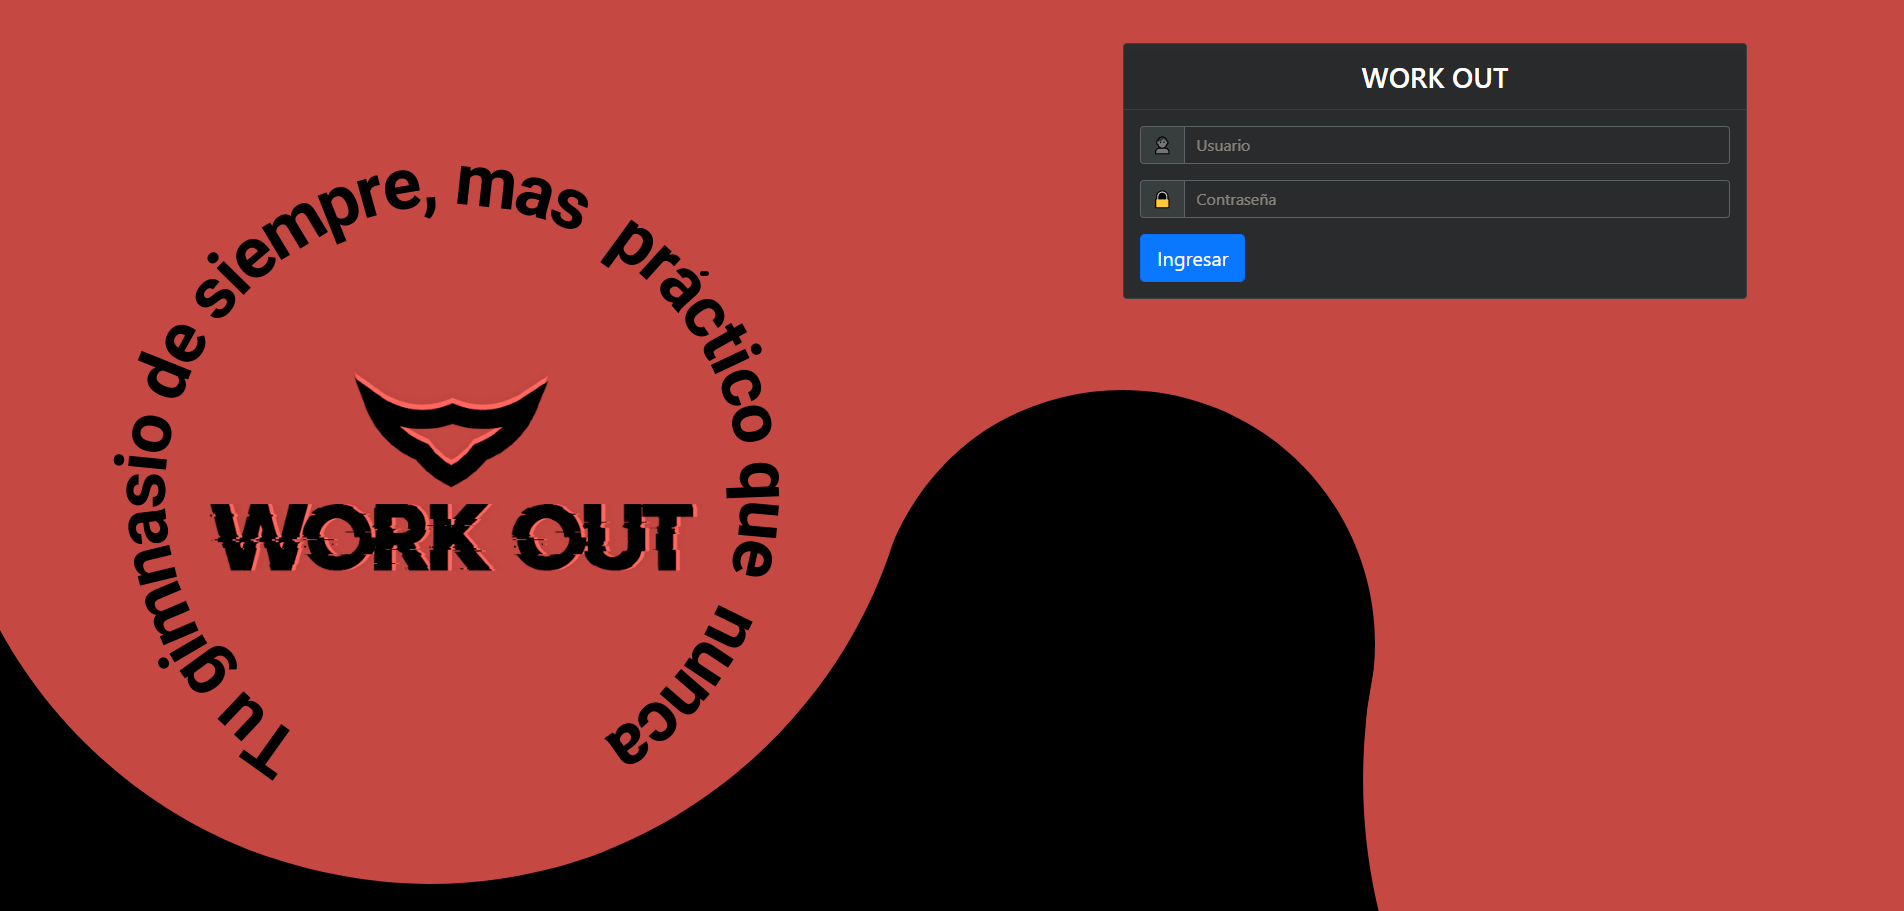 Tu gimnasio de siempre, mas práctico que nunca
WORK OUT
WORK OUT
Usuario
Contraseña
Ingresar